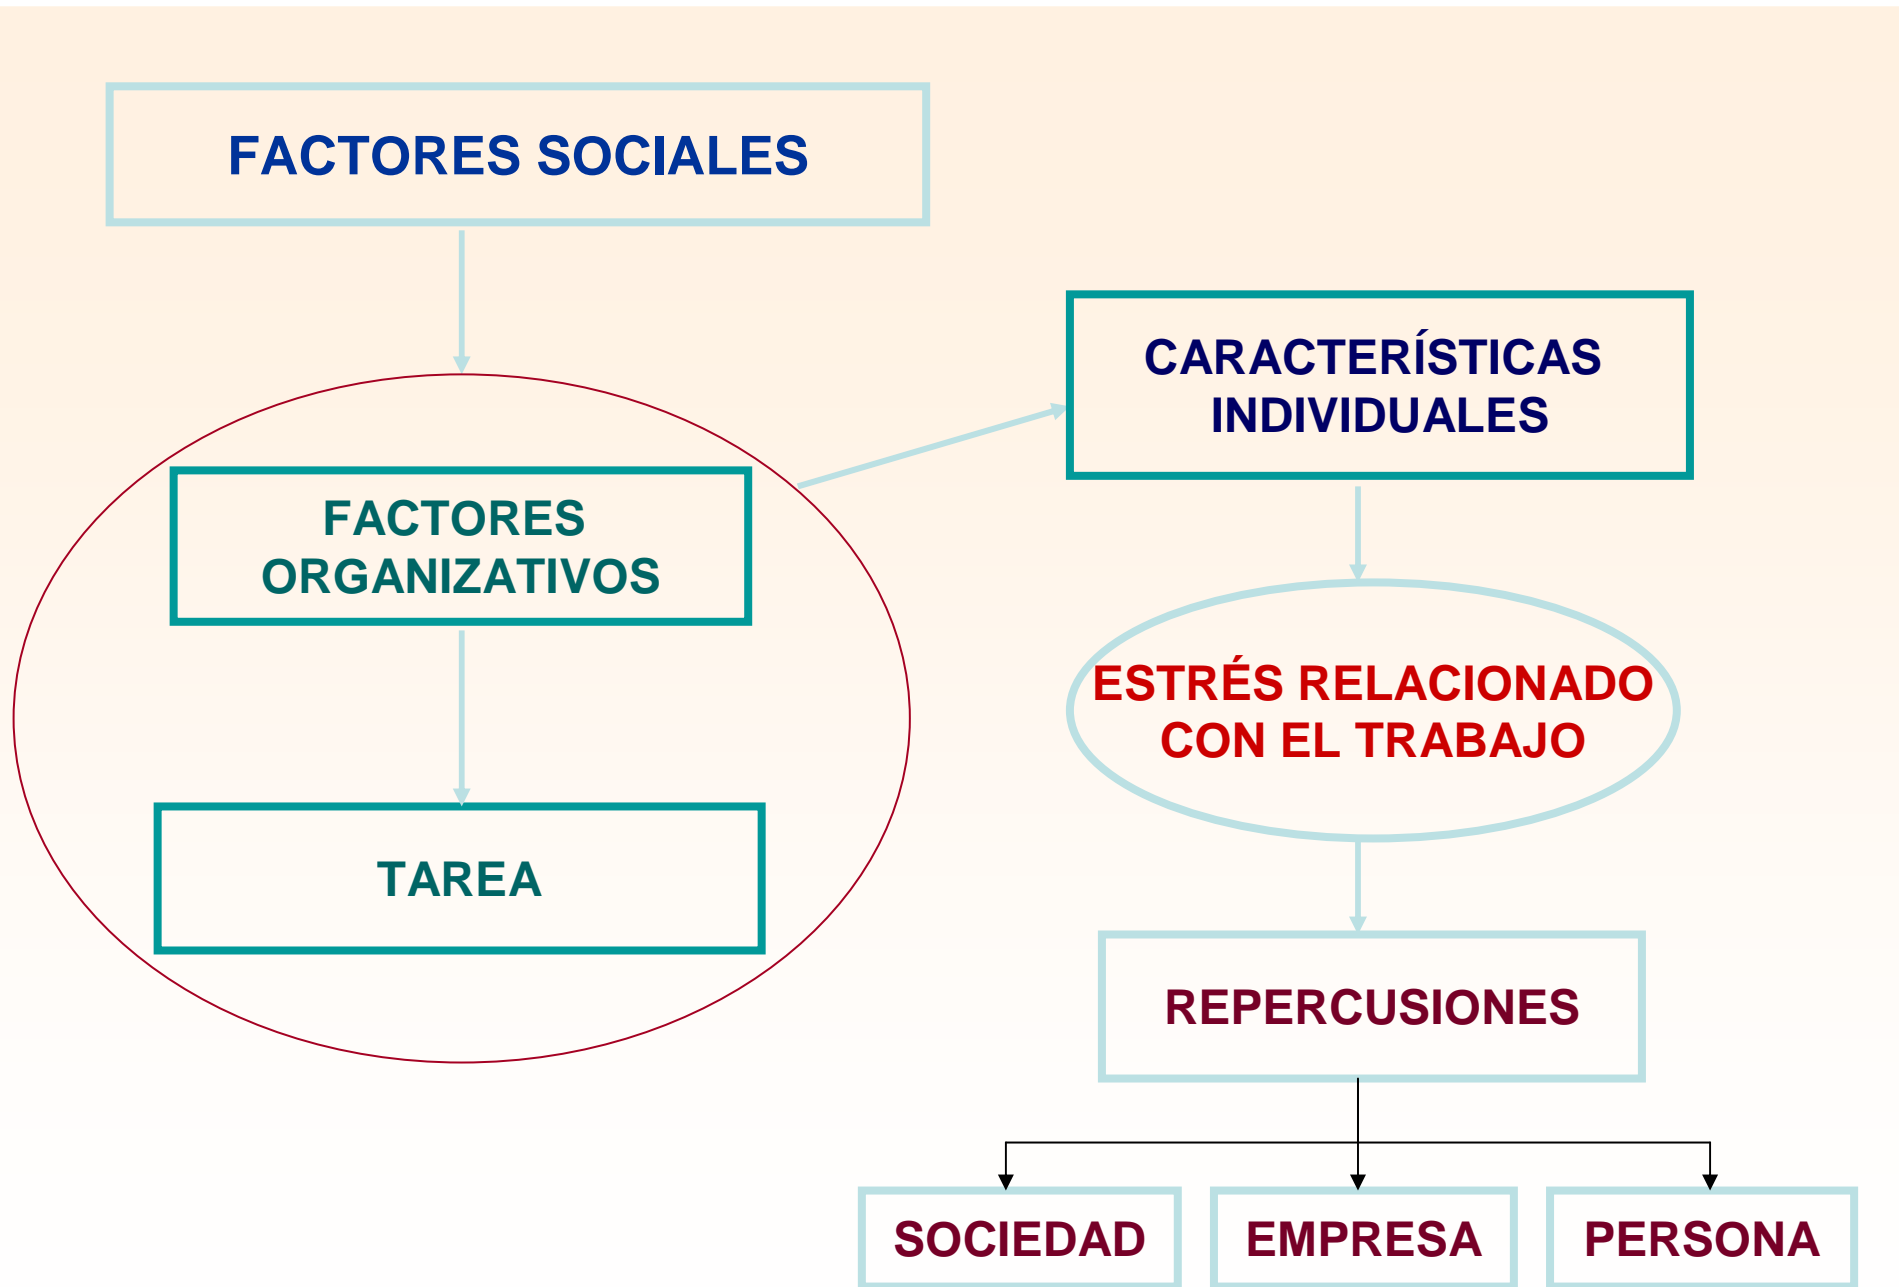 FACTORES SOCIALES
FACTORES
ORGANIZATIVOS
TAREA
CARACTERÍSTICAS
INDIVIDUALES
ESTRÉS RELACIONADO
CON EL TRABAJO
REPERCUSIONES
SOCIEDAD
EMPRESA
PERSONA